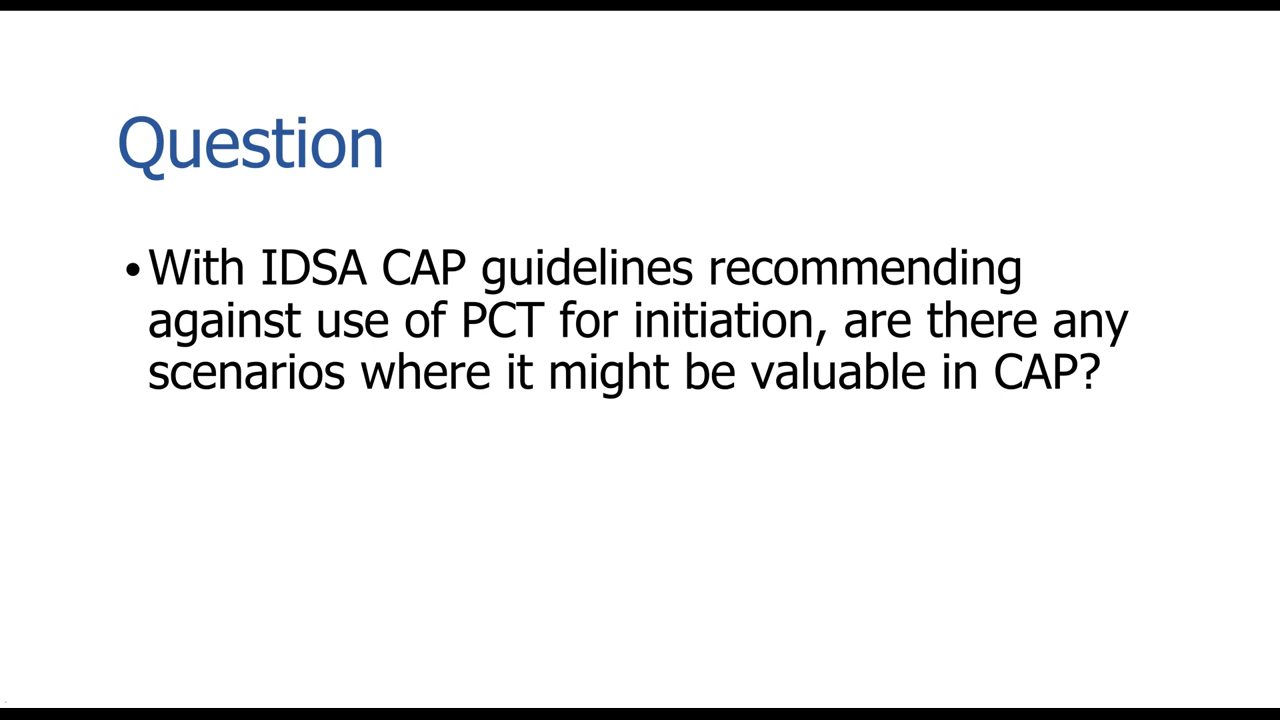 Question
•With IDSA CAP guidelines recommending
against use of PCT for initiation, are there any
scenarios where it might be valuable in CAP?